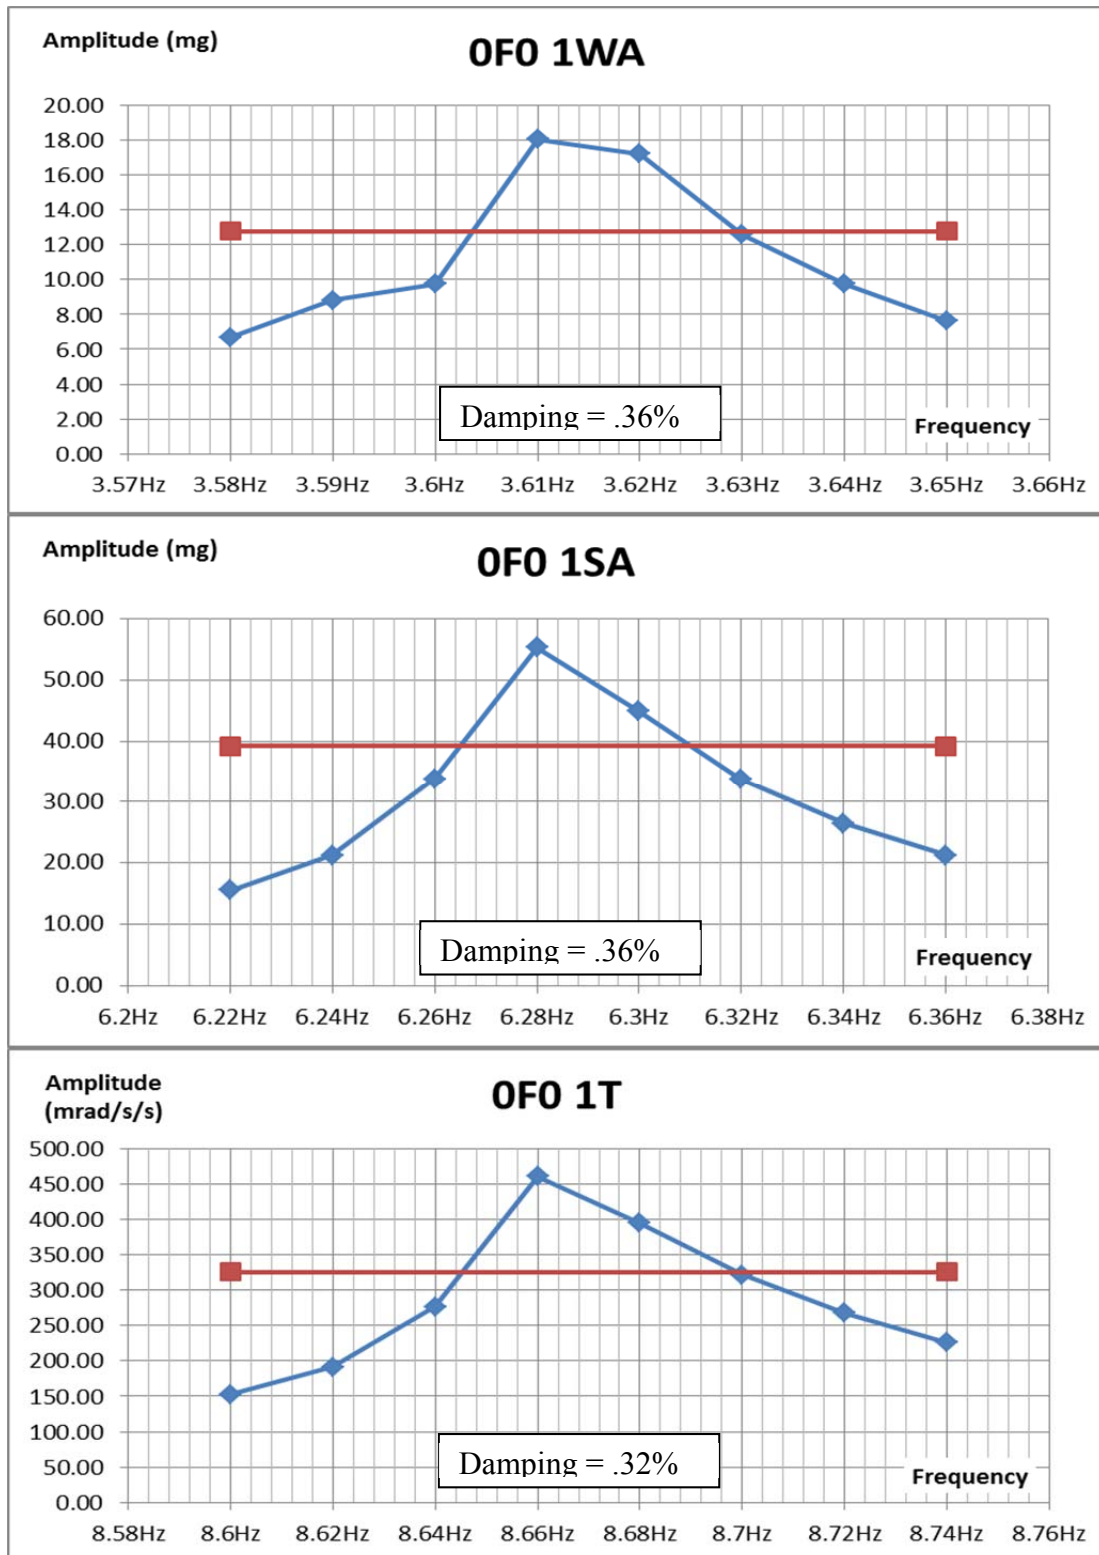 Amplitude (mg)
0F0 1WA
20.00
18.00
16.00
14.00
12.00
10.00
8.00
6.00
4.00
2.00
0.00
Damping = .36%
Frequency
3.57Hz 3.58Hz 3.59Hz 3.6Hz 3.61Hz 3.62Hz 3.63Hz 3.64Hz 3.65Hz 3.66Hz
Amplitude (mg)
0F0 1SA
60.00
50.00
40.00
30.00
20.00
10.00
0.00
Damping = .36%
Frequency
6.2Hz 6.22Hz 6.24Hz 6.26Hz 6.28Hz 6.3Hz 6.32Hz 6.34Hz 6.36Hz 6.38Hz
Amplitude
(mrad/s/s)
0F0 1T
500.00
450.00
400.00
350.00
300.00
250.00
200.00
150.00
100.00
50.00
0.00
Damping = .32%
Frequency
8.58Hz 8.6Hz 8.62Hz 8.64Hz 8.66Hz 8.68Hz 8.7Hz 8.72Hz 8.74Hz 8.76Hz